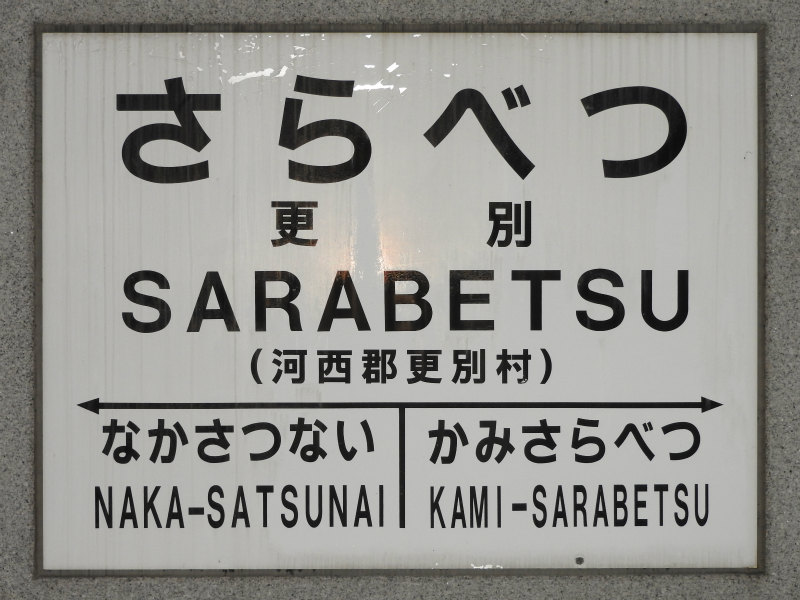 さらべつ
更別
SARABETSU
(河西郡更別村)
なかさつない かみさらべつ
NAKA-SATSUNAI KAMI-SARABETSU